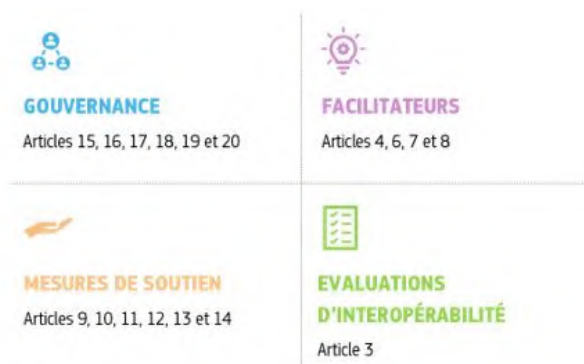 GOUVERNANCE
Articles 15, 16, 17, 18, 19 et 20
FACILITATEURS
Articles 4, 6, 7 et 8
MESURES DE SOUTIEN
Articles 9, 10, 11, 12, 13 et 14
EVALUATIONS
D'INTEROPÉRABILITÉ
Article 3